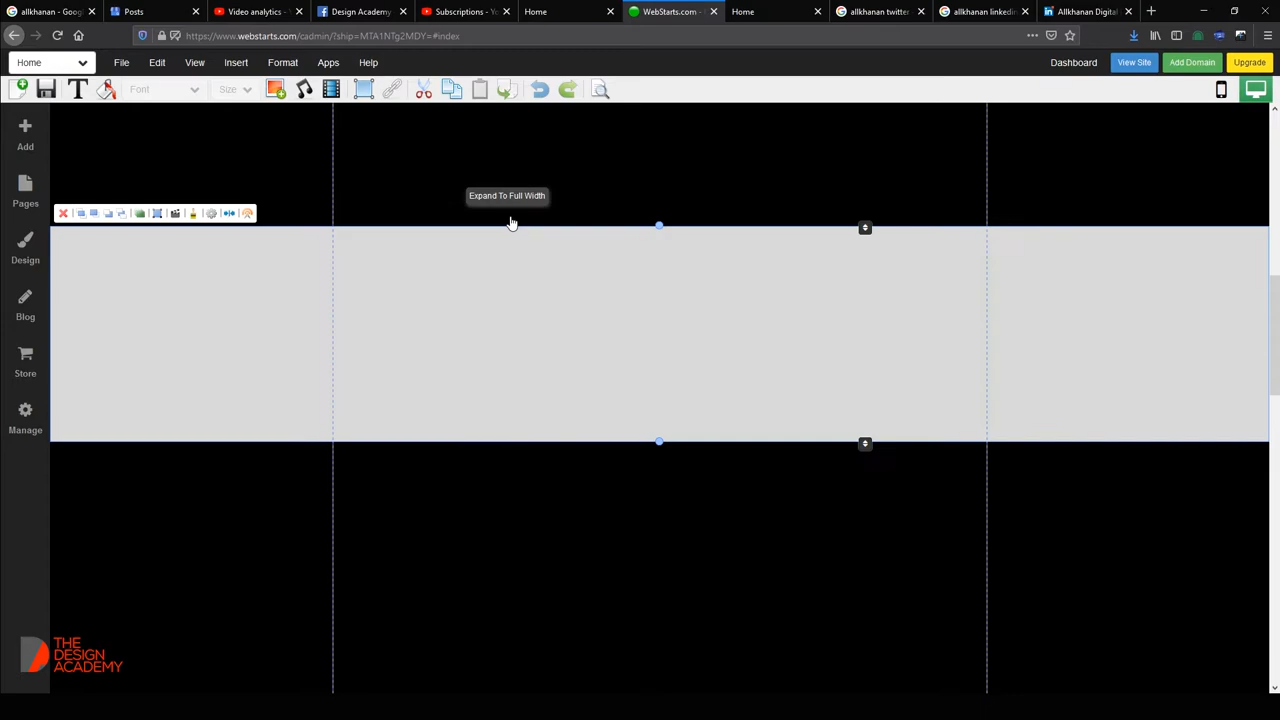 allkhanan - Goog
Posts
Video analytics - Y
Design Academy
Subscriptions - Yo
Home
WebStarts.com -
Home
allkhanan twitter
allkhanan linkedin
Allkhanan Digital
https://www.webstarts.com/cadmin/?ship=MTA1NTg2MDY=#index
Home
File
Edit
View
Insert
Format
Apps
Help
Dashboard
View Site
Add Domain
Upgrade
T
Font
Size
Add
Pages
Design
Blog
Store
Manage
Expand To Full Width
THE
DESIGN
ACADEMY